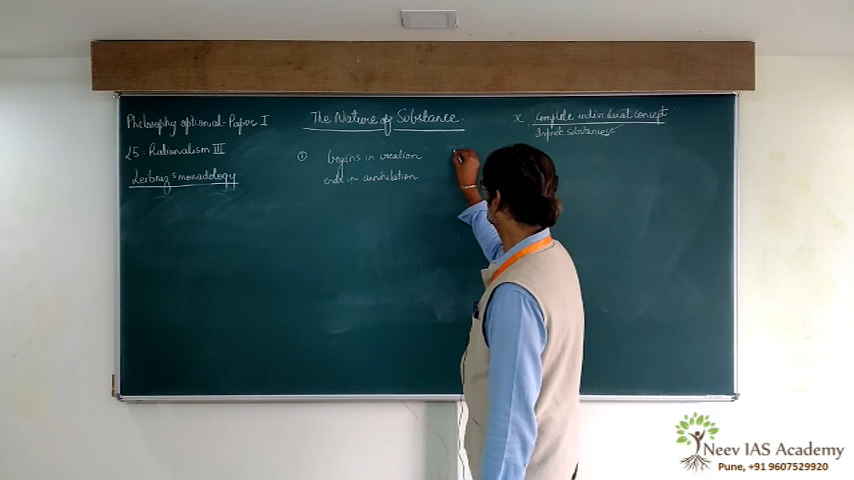 Philosophy optional - Paper I
25. Rationalism III
Leibniz's monadology
The Nature of Substance
① begins in creation
ends in annihilation
x Complete individual concept
Infinite substances
Neev IAS Academy
Pune, +91 9607529920